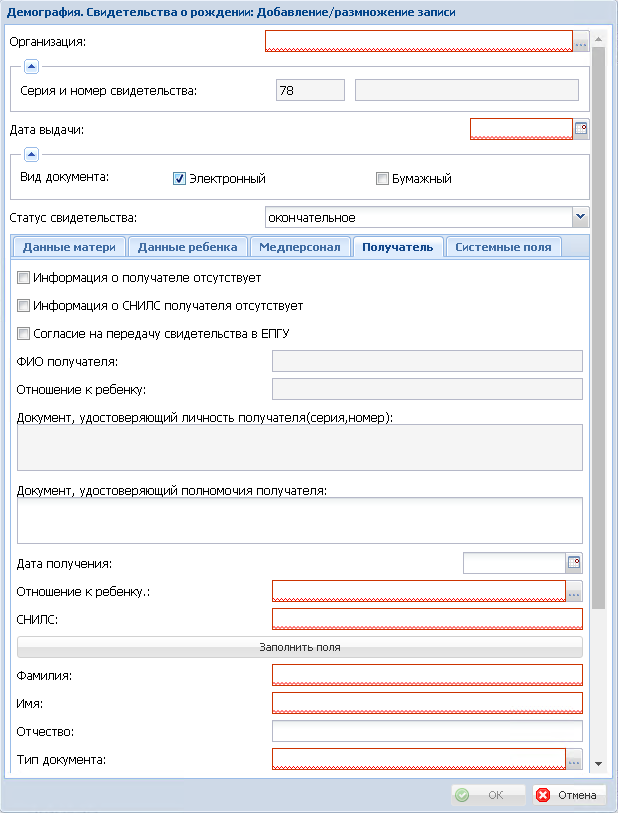 Демография. Свидетельства о рождении: Добавление/размножение записи
Организация:
Серия и номер свидетельства: 78
Дата выдачи:
Вид документа: Электронный Бумажный
Статус свидетельства: окончательное
Данные матери Данные ребенка Медперсонал Получатель Системные поля
Информация о получателе отсутствует
Информация о СНИЛС получателя отсутствует
Согласие на передачу свидетельства в ЕПГУ
ФИО получателя:
Отношение к ребенку:
Документ, удостоверяющий личность получателя(серия,номер):
Документ, удостоверяющий полномочия получателя:
Дата получения:
Отношение к ребенку.:
СНИЛС:
Заполнить поля
Фамилия:
Имя:
Отчество:
Тип документа:
ОК Отмена